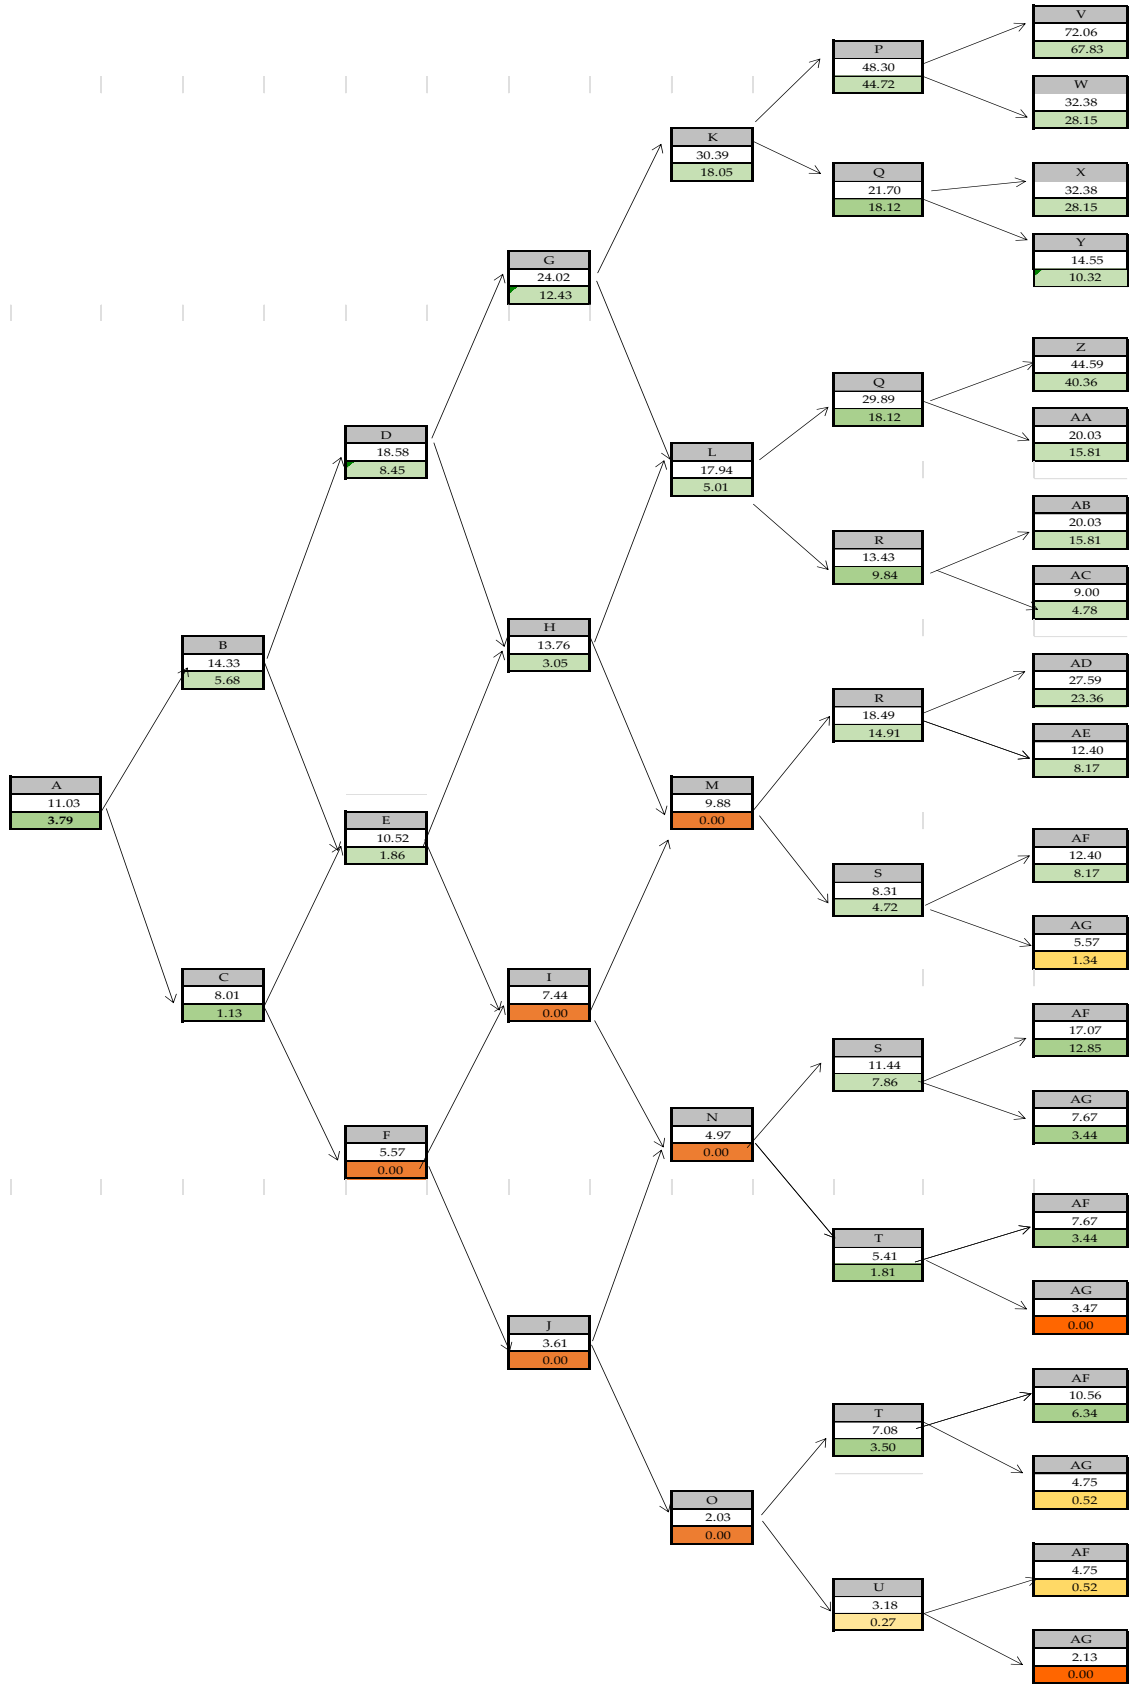 V
72.06
67.83
P
48.30
44.72
W
32.38
28.15
K
30.39
18.05
Q
21.70
18.12
X
32.38
28.15
Y
14.55
10.32
G
24.02
12.43
Z
44.59
40.36
Q
29.89
18.12
AA
20.03
15.81
D
18.58
8.45
L
17.94
5.01
AB
20.03
15.81
R
13.43
9.84
AC
9.00
4.78
H
13.76
3.05
B
14.33
5.68
AD
27.59
23.36
R
18.49
14.91
AE
12.40
8.17
A
11.03
3.79
M
9.88
0.00
E
10.52
1.86
AF
12.40
8.17
S
8.31
4.72
AG
5.57
1.34
C
8.01
1.13
I
7.44
0.00
AF
17.07
12.85
S
11.44
7.86
AG
7.67
3.44
N
4.97
0.00
F
5.57
0.00
AF
7.67
3.44
T
5.41
1.81
AG
3.47
0.00
J
3.61
0.00
AF
10.56
6.34
T
7.08
3.50
AG
4.75
0.52
O
2.03
0.00
AF
4.75
0.52
U
3.18
0.27
AG
2.13
0.00